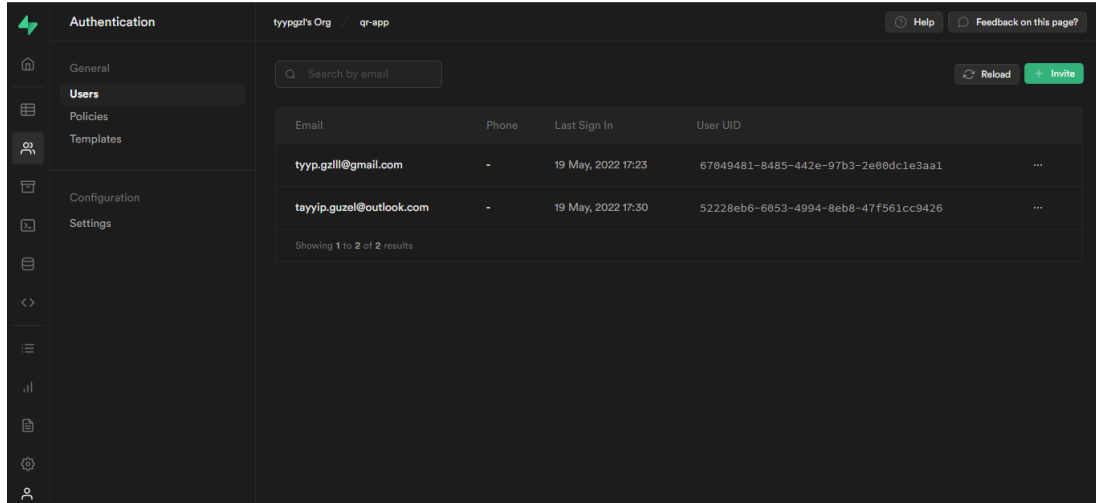 Authentication
tyypgzl's Org / qr-app
Help
Feedback on this page?
General
Users
Policies
Templates
Configuration
Settings
Search by email
Reload
+ Invite
Email Phone Last Sign In User UID
tyyp.gzlll@gmail.com - 19 May, 2022 17:23 67049481-8485-442e-97b3-2e00dc1e3aa1 ...
tayyip.guzel@outlook.com - 19 May, 2022 17:30 52228eb6-6053-4994-8eb8-47f561cc9426 ...
Showing 1 to 2 of 2 results